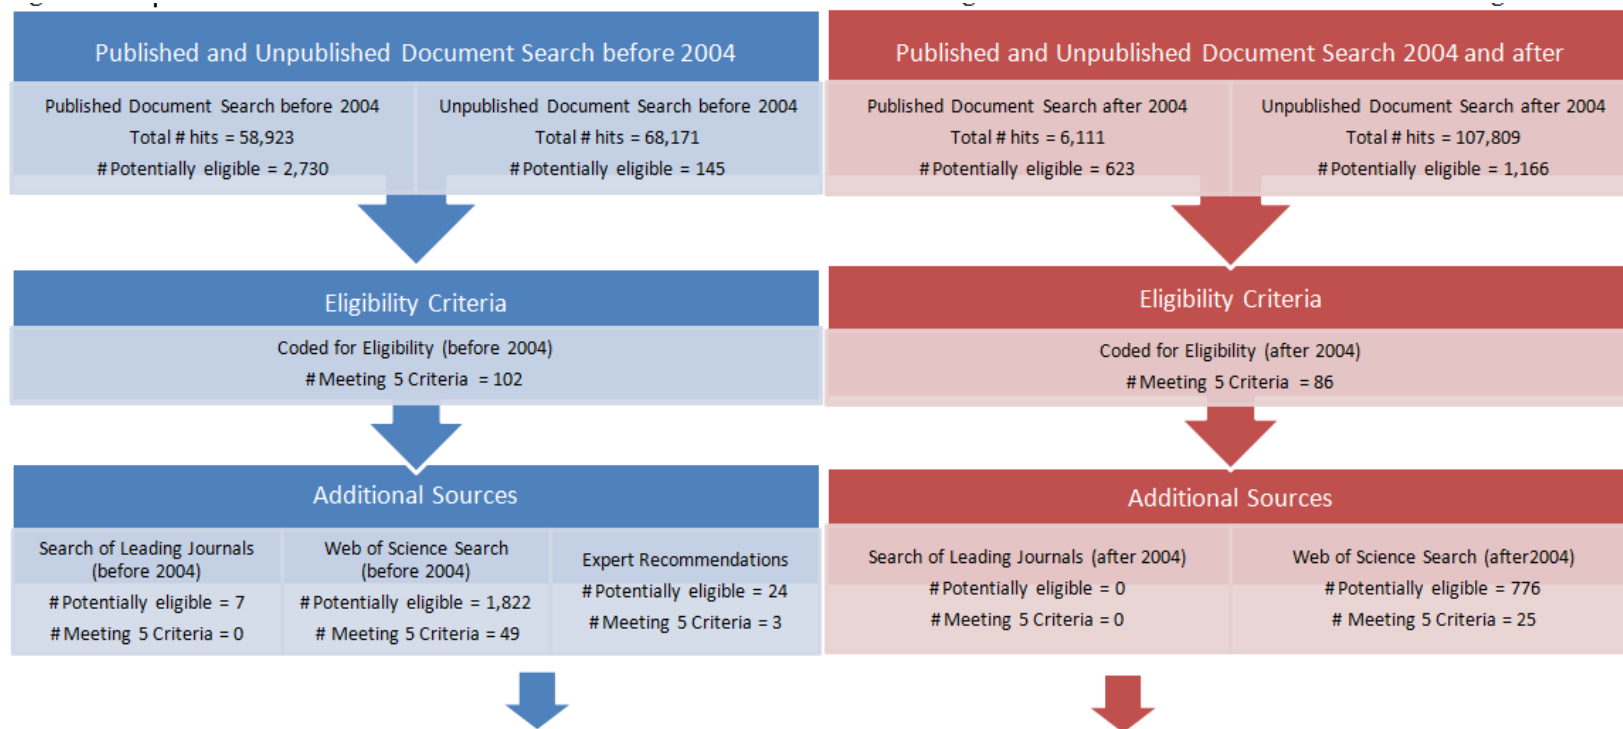 Published and Unpublished Document Search before 2004
Published Document Search before 2004
Total # hits = 58,923
# Potentially eligible = 2,730
Unpublished Document Search before 2004
Total # hits = 68,171
# Potentially eligible = 145
Eligibility Criteria
Coded for Eligibility (before 2004)
# Meeting 5 Criteria = 102
Additional Sources
Search of Leading Journals
(before 2004)
# Potentially eligible = 7
# Meeting 5 Criteria = 0
Web of Science Search
(before 2004)
# Potentially eligible = 1,822
# Meeting 5 Criteria = 49
Expert Recommendations
# Potentially eligible = 24
# Meeting 5 Criteria = 3
Published and Unpublished Document Search 2004 and after
Published Document Search after 2004
Total # hits = 6,111
# Potentially eligible = 623
Unpublished Document Search after 2004
Total # hits = 107,809
# Potentially eligible = 1,166
Eligibility Criteria
Coded for Eligibility (after 2004)
# Meeting 5 Criteria = 86
Additional Sources
Search of Leading Journals (after 2004)
# Potentially eligible = 0
# Meeting 5 Criteria = 0
Web of Science Search (after2004)
# Potentially eligible = 776
# Meeting 5 Criteria = 25